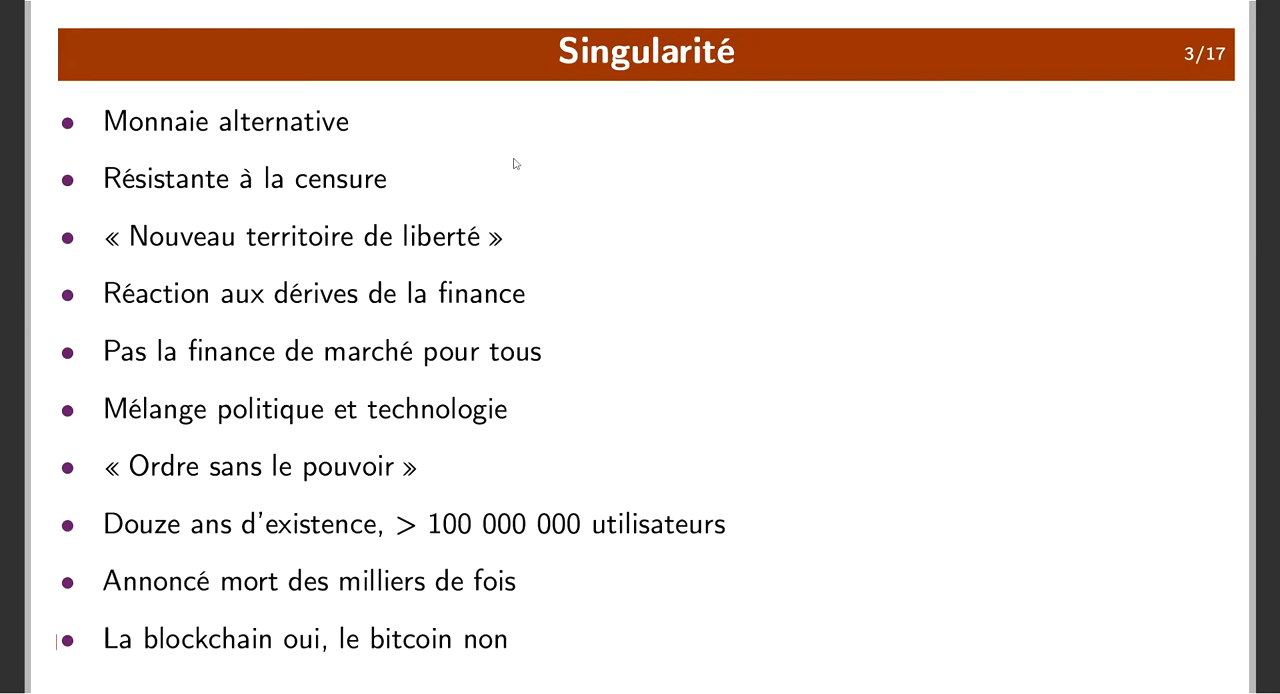 Singularité
3/17
• Monnaie alternative
• Résistante à la censure
• « Nouveau territoire de liberté »
• Réaction aux dérives de la finance
• Pas la finance de marché pour tous
• Mélange politique et technologie
• « Ordre sans le pouvoir »
• Douze ans d'existence, > 100 000 000 utilisateurs
• Annoncé mort des milliers de fois
• La blockchain oui, le bitcoin non